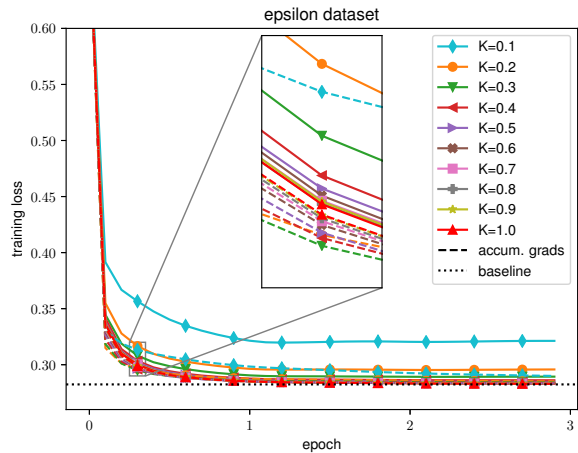 epsilon dataset
0.60
0.55
0.50
0.45
0.40
0.35
0.30
training loss
0
1
2
3
epoch
K=0.1
K=0.2
K=0.3
K=0.4
K=0.5
K=0.6
K=0.7
K=0.8
K=0.9
K=1.0
accum. grads
baseline